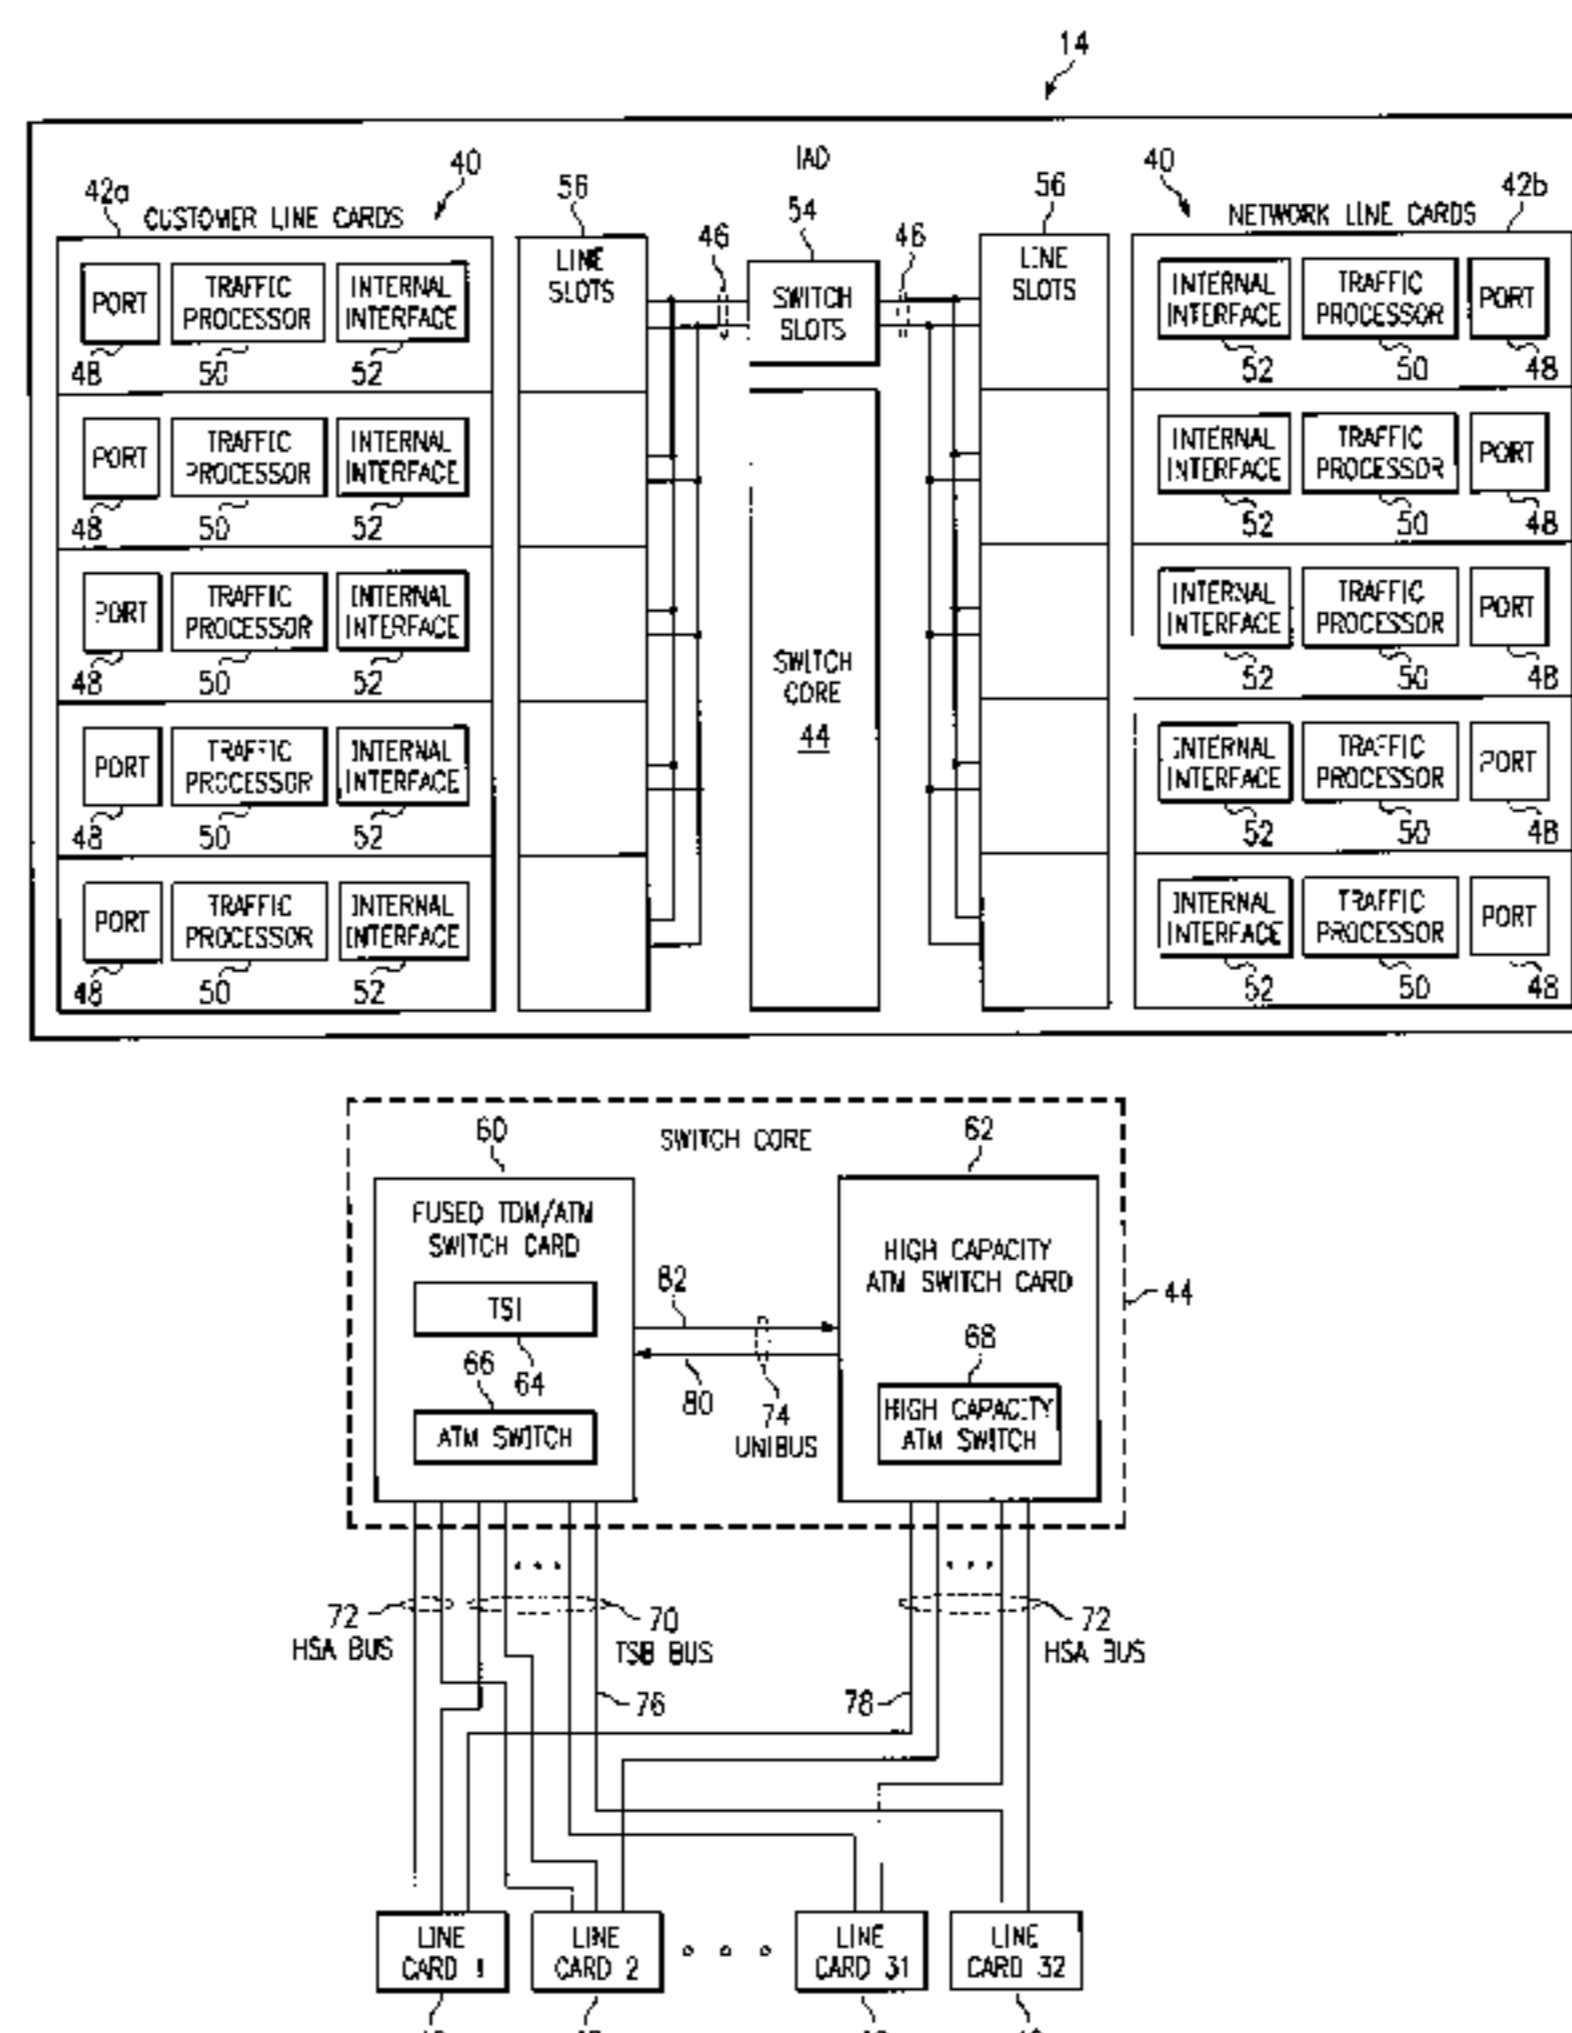 14
IAD
40
40
42a
CUSTOMER LINE CARDS
56
54
56
42b
NETWORK LINE CARDS
46
46
LINE SLOTS
SWITCH SLOTS
LINE SLOTS
PORT
TRAFFIC PROCESSOR
INTERNAL INTERFACE
INTERNAL INTERFACE
TRAFFIC PROCESSOR
PORT
48
50
52
52
50
48
PORT
TRAFFIC PROCESSOR
INTERNAL INTERFACE
INTERNAL INTERFACE
TRAFFIC PROCESSOR
PORT
48
50
52
52
50
48
PORT
TRAFFIC PROCESSOR
INTERNAL INTERFACE
INTERNAL INTERFACE
TRAFFIC PROCESSOR
PORT
48
50
52
52
50
48
SWITCH CORE
44
PORT
TRAFFIC PROCESSOR
INTERNAL INTERFACE
INTERNAL INTERFACE
TRAFFIC PROCESSOR
PORT
48
50
52
52
50
48
PORT
TRAFFIC PROCESSOR
INTERNAL INTERFACE
INTERNAL INTERFACE
TRAFFIC PROCESSOR
PORT
48
50
52
52
50
48
60
SWITCH CORE
62
FUSED TDM/ATM
SWITCH CARD
HIGH CAPACITY
ATM SWITCH CARD
TSI
82
44
66
64
80
74
UNIBUS
68
ATM SWITCH
HIGH CAPACITY
ATM SWITCH
72
HSA BUS
70
TSB BUS
72
HSA BUS
76
78
LINE
CARD 1
LINE
CARD 2
LINE
CARD 31
LINE
CARD 32